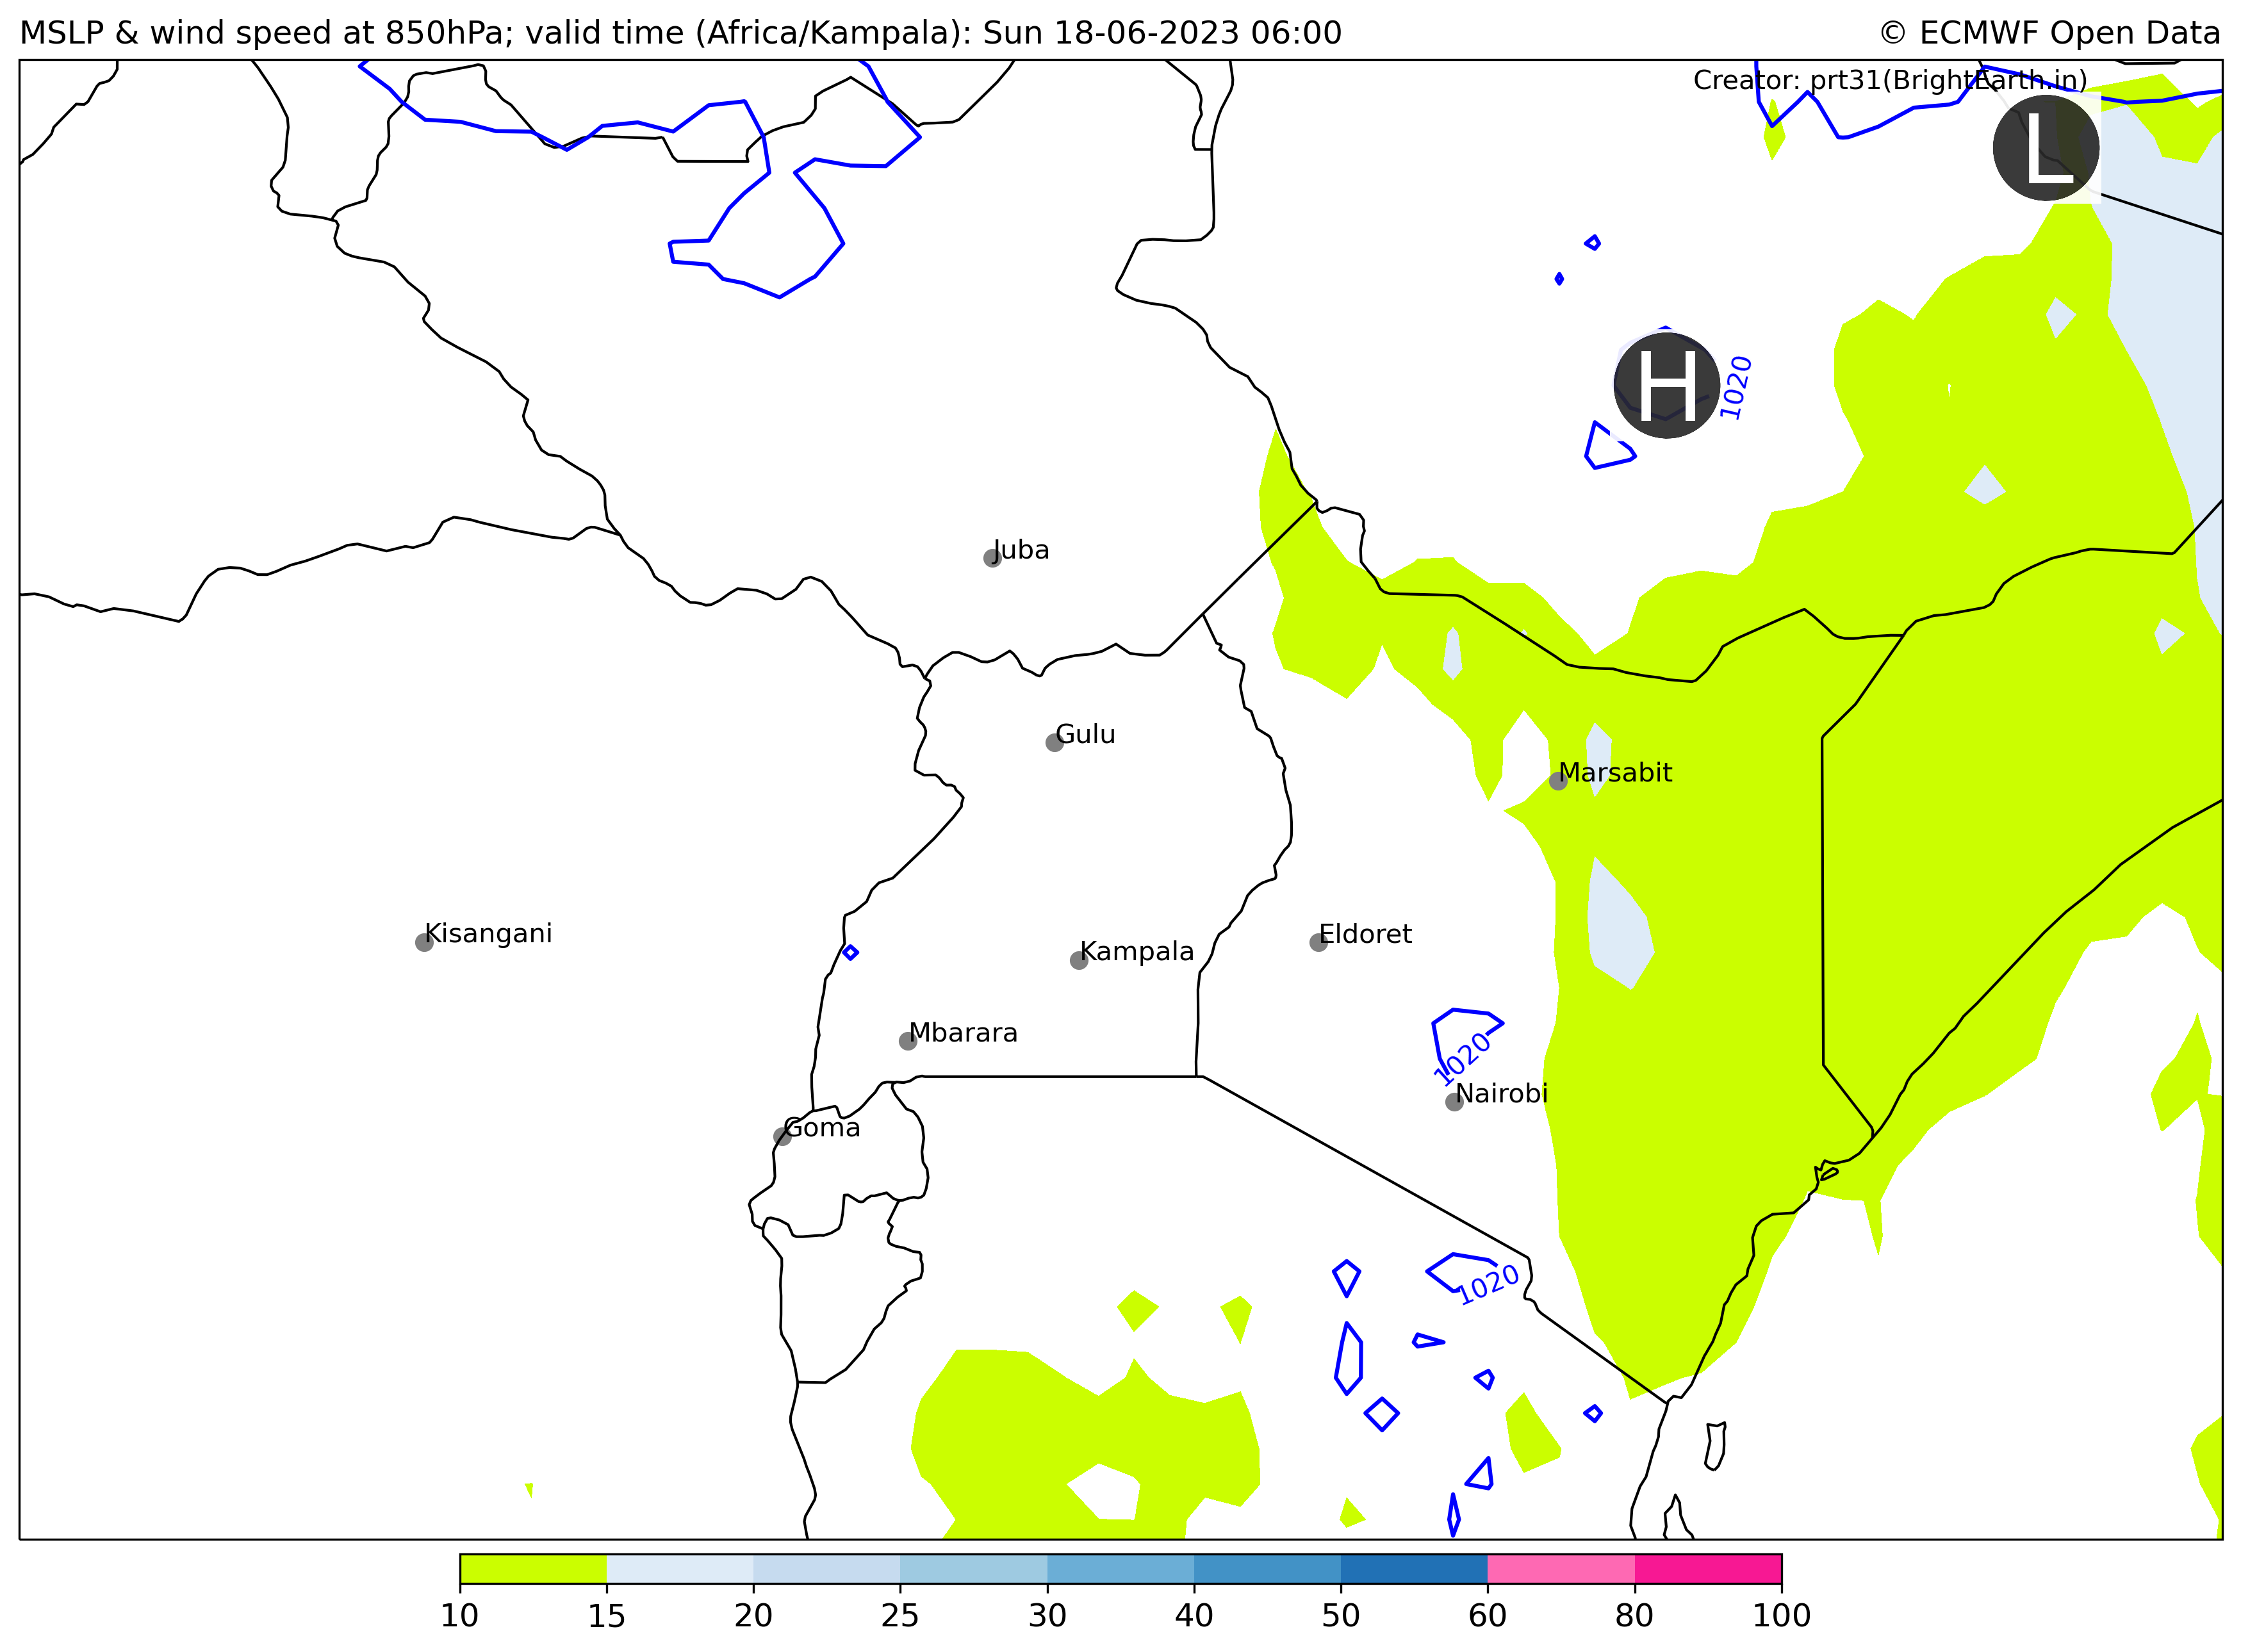 MSLP & wind speed at 850hPa; valid time (Africa/Kampala): Sun 18-06-2023 06:00
© ECMWF Open Data
Creator: prt31(BrightEarth.in)
L
H
1020
Juba
Gulu
Marsabit
Kisangani
Eldoret
Kampala
Mbarara
1020
Nairobi
Goma
1020
10 15 20 25 30 40 50 60 80 100